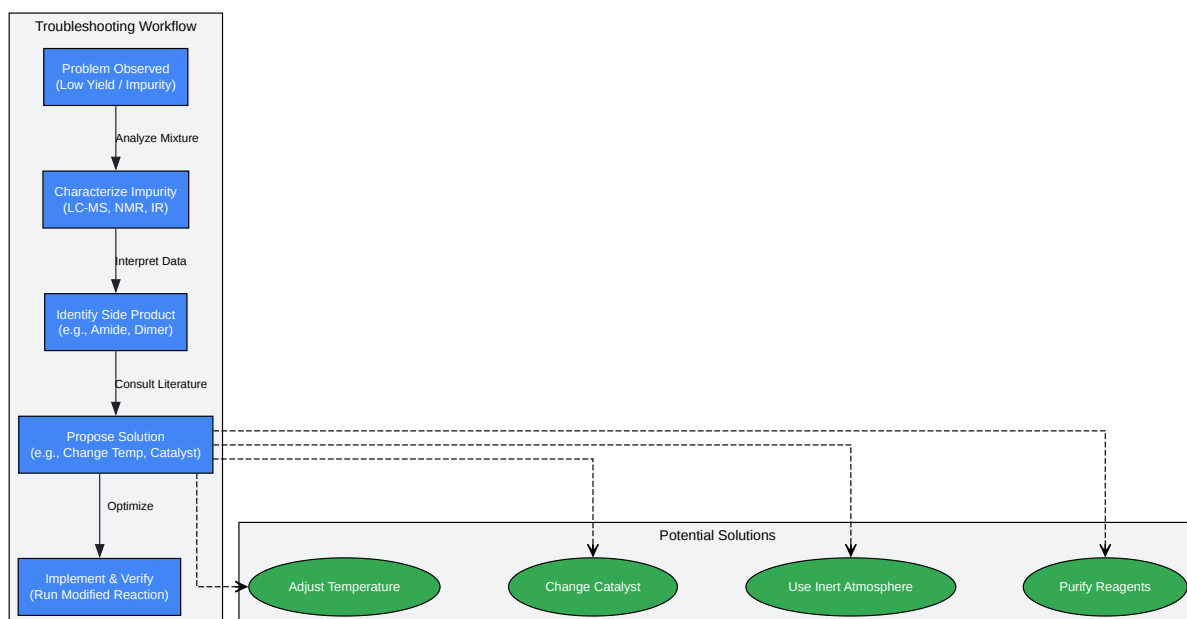 Troubleshooting Workflow
Problem Observed
(Low Yield / Impurity)
Analyze Mixture
Characterize Impurity
(LC-MS, NMR, IR)
Interpret Data
Identify Side Product
(e.g., Amide, Dimer)
Consult Literature
Propose Solution
(e.g., Change Temp, Catalyst)
Optimize
Implement & Verify
(Run Modified Reaction)
Potential Solutions
Adjust Temperature
Change Catalyst
Use Inert Atmosphere
Purify Reagents